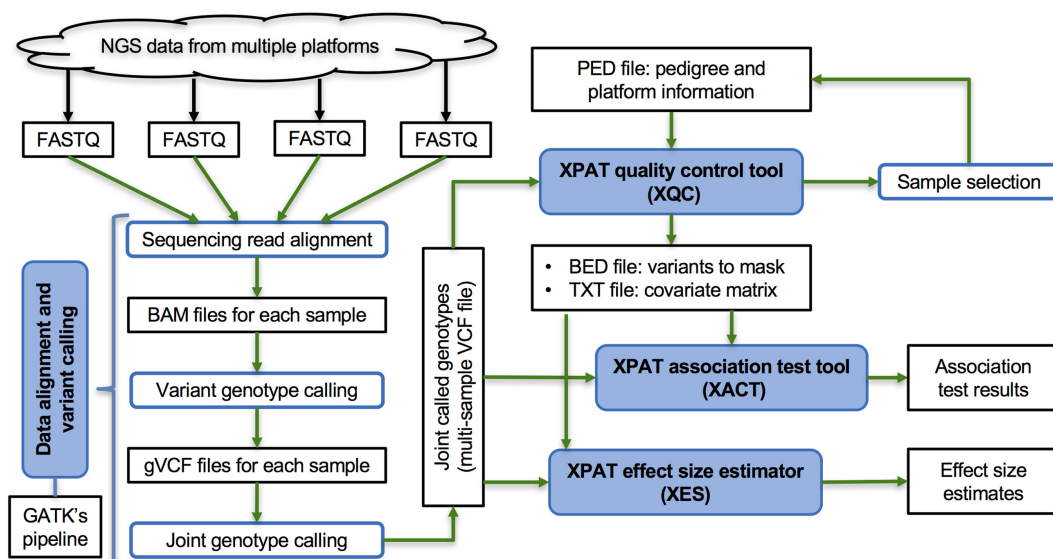 NGS data from multiple platforms
FASTQ
FASTQ
FASTQ
FASTQ
Sequencing read alignment
BAM files for each sample
Variant genotype calling
gVCF files for each sample
Joint genotype calling
Data alignment and
variant calling
GATK's
pipeline
Joint called genotypes
(multi-sample VCF file)
PED file: pedigree and
platform information
XPAT quality control tool
(XQC)
Sample selection
• BED file: variants to mask
• TXT file: covariate matrix
XPAT association test tool
(XACT)
Association
test results
XPAT effect size estimator
(XES)
Effect size
estimates